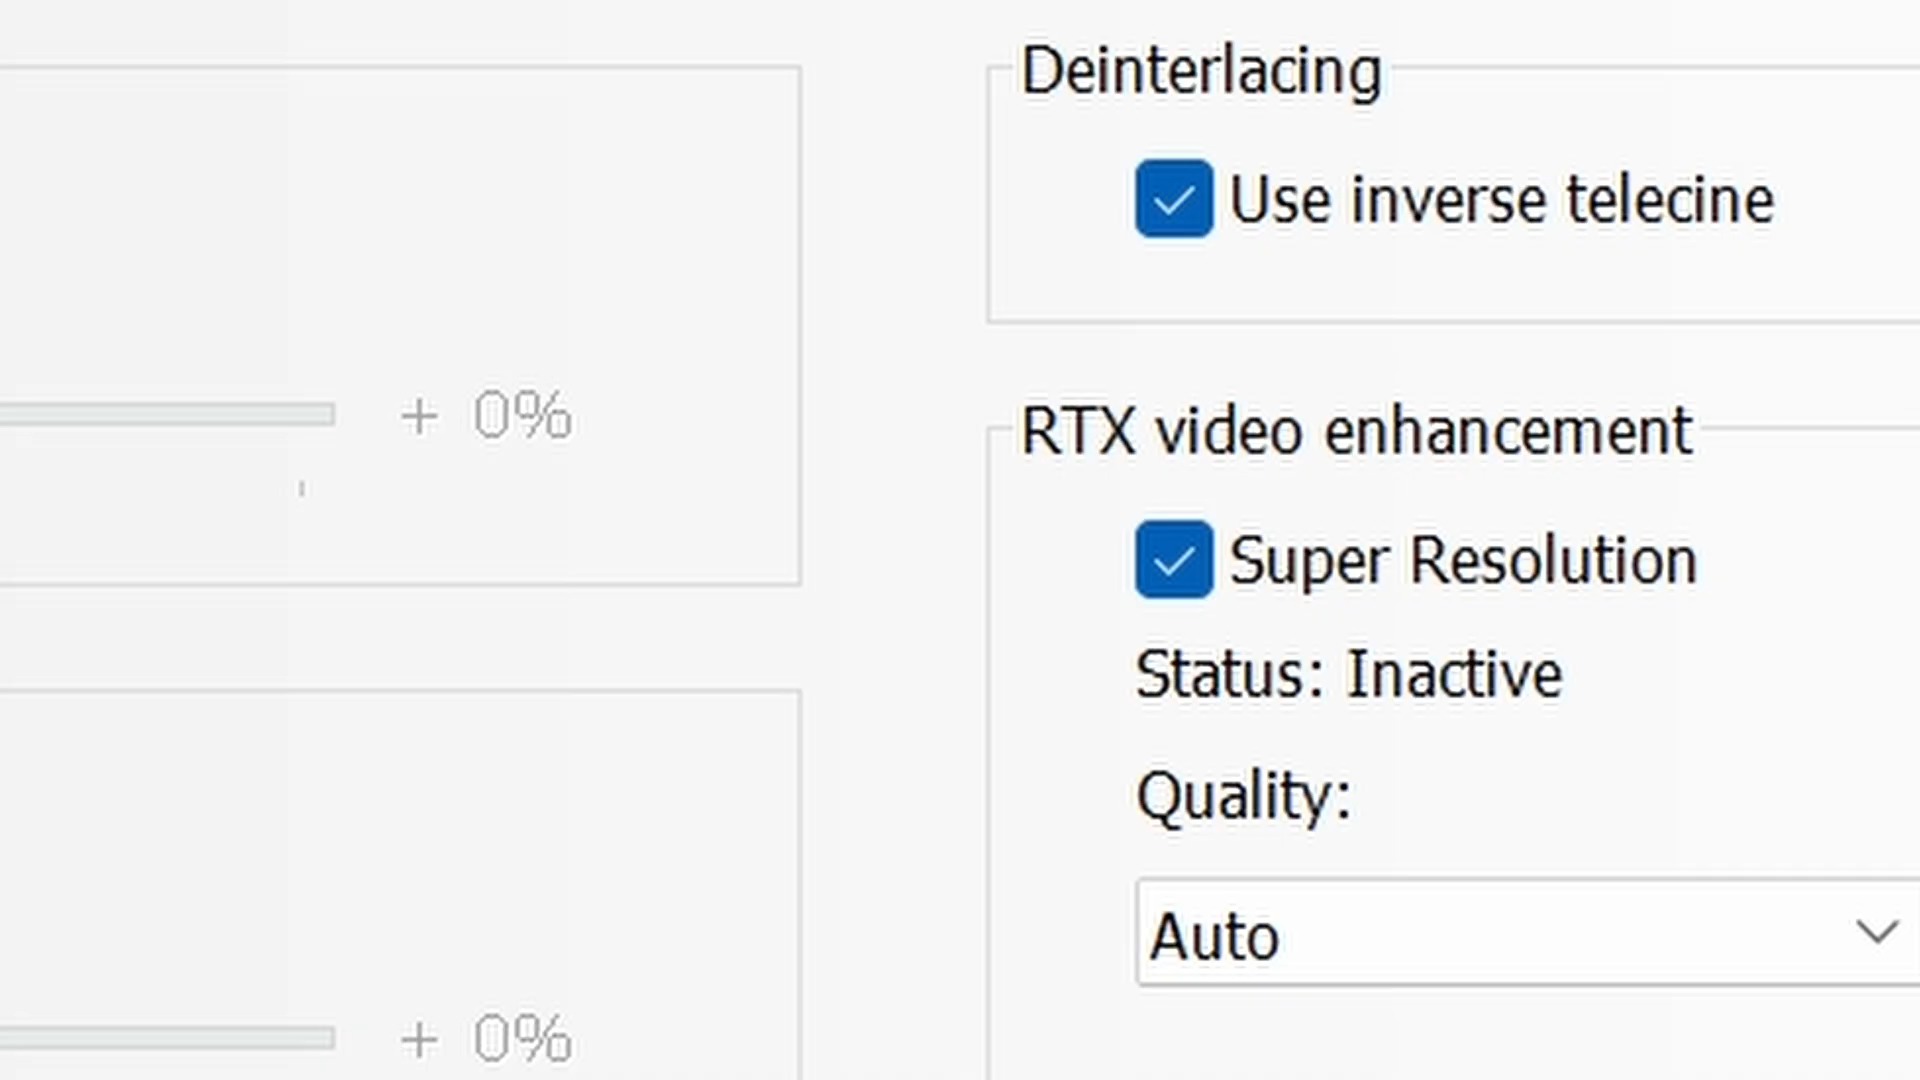 Deinterlacing
Use inverse telecine
+ 0%
RTX video enhancement
Super Resolution
Status: Inactive
Quality:
Auto
+ 0%